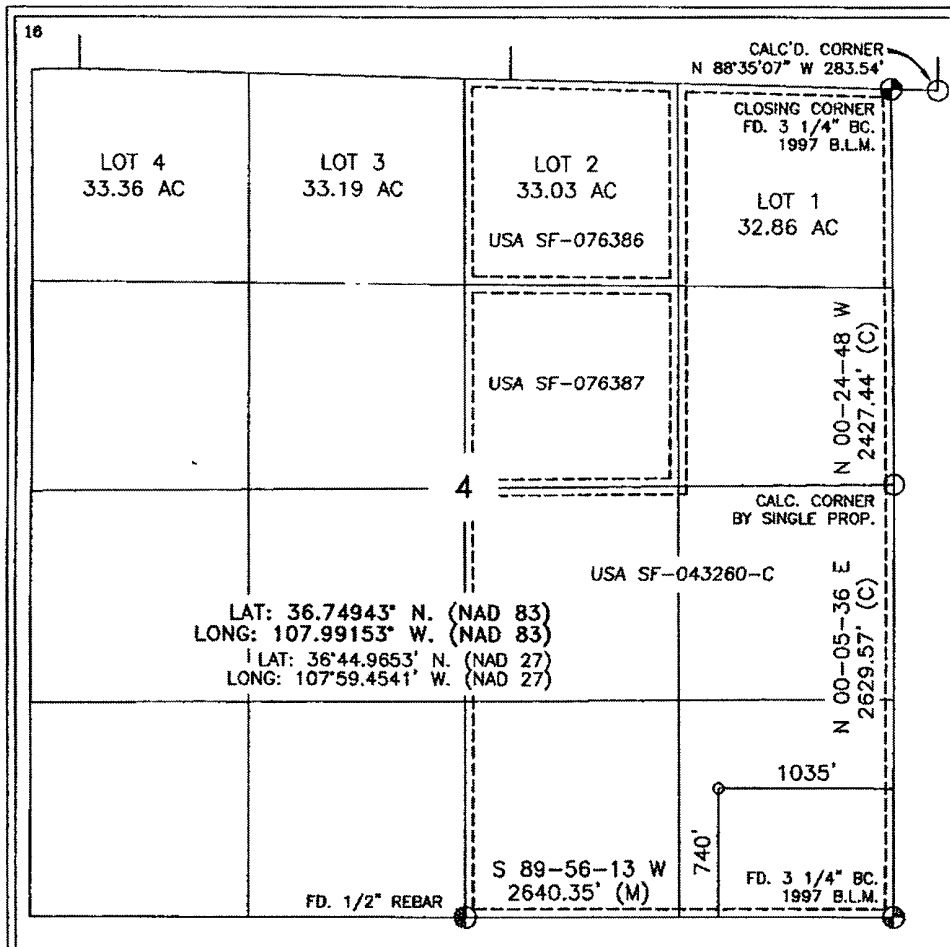 16
CALC'D. CORNER
N 88°35'07" W 283.54'
CLOSING CORNER
FD. 3 1/4" BC.
1997 B.L.M.
LOT 4
33.36 AC
LOT 3
33.19 AC
LOT 2
33.03 AC
LOT 1
32.86 AC
USA SF-076386
USA SF-076387
N 00-24-48 W
2427.44' (C)
4
CALC. CORNER
BY SINGLE PROP.
USA SF-043260-C
LAT: 36.74943° N. (NAD 83)
LONG: 107.99153° W. (NAD 83)
LAT: 36°44.9653' N. (NAD 27)
LONG: 107°59.4541' W. (NAD 27)
N 00-05-36 E
2629.57' (C)
1035'
740'
S 89-56-13 W
2640.35' (M)
FD. 3 1/4" BC.
1997 B.L.M.
FD. 1/2" REBAR